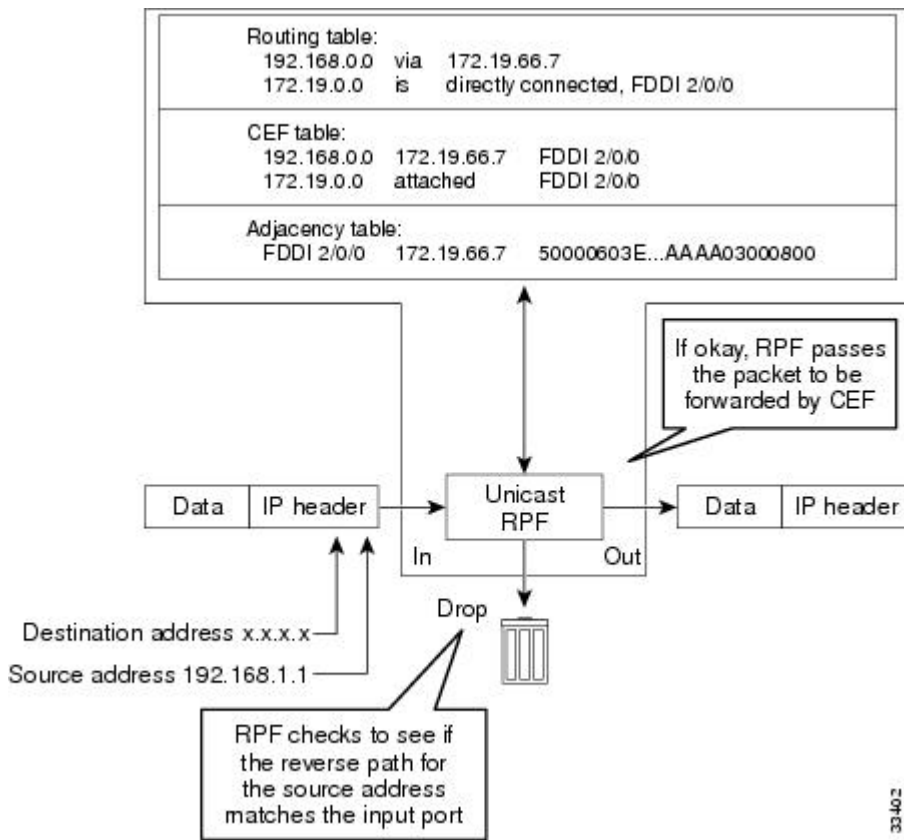 Routing table:
192.168.0.0 via 172.19.66.7
172.19.0.0 is directly connected, FDDI 2/0/0
CEF table:
192.168.0.0 172.19.66.7 FDDI 2/0/0
172.19.0.0 attached FDDI 2/0/0
Adjacency table:
FDDI 2/0/0 172.19.66.7 50000603E...AAAA03000800
If okay, RPF passes
the packet to be
forwarded by CEF
Data IP header
Unicast
RPF
Data IP header
In Out
Drop
Destination address x.x.x.x
Source address 192.168.1.1
RPF checks to see if
the reverse path for
the source address
matches the input port
33402